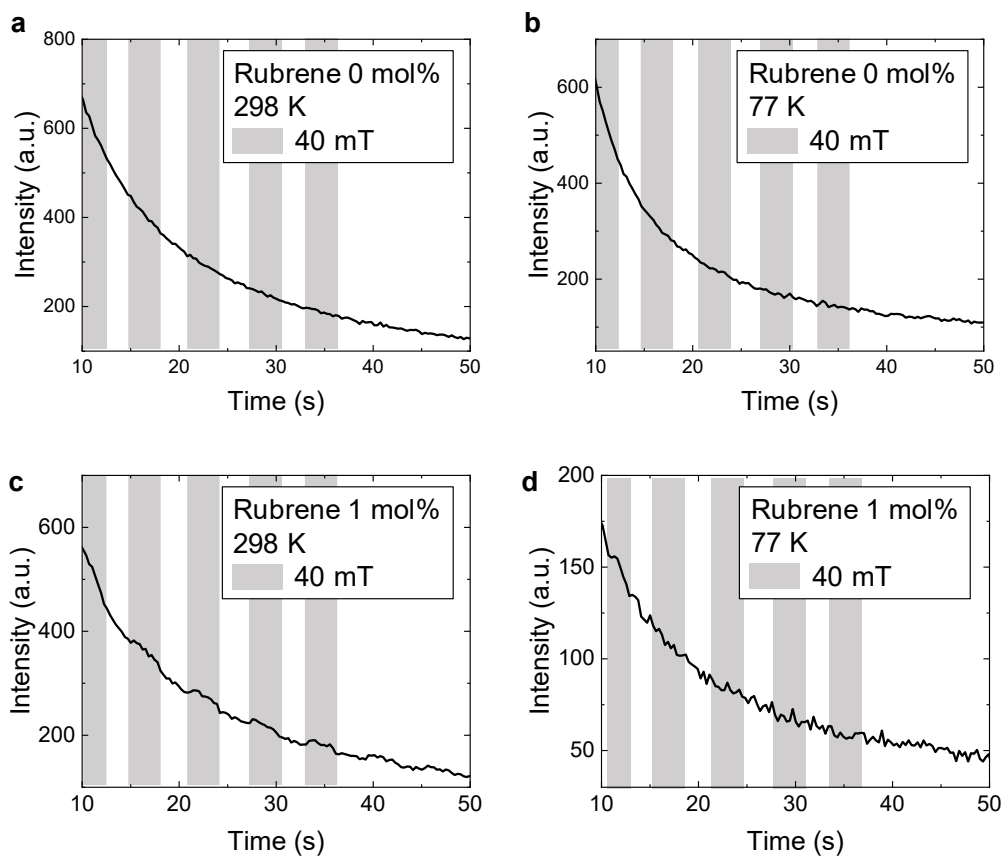 a
800
600
400
200
Intensity (a.u.)
Rubrene 0 mol%
298 K
40 mT
10 20 30 40 50
Time (s)
b
600
400
200
Intensity (a.u.)
Rubrene 0 mol%
77 K
40 mT
10 20 30 40 50
Time (s)
c
600
400
200
Intensity (a.u.)
Rubrene 1 mol%
298 K
40 mT
10 20 30 40 50
Time (s)
d
200
175
150
125
100
75
50
Intensity (a.u.)
Rubrene 1 mol%
77 K
40 mT
10 20 30 40 50
Time (s)